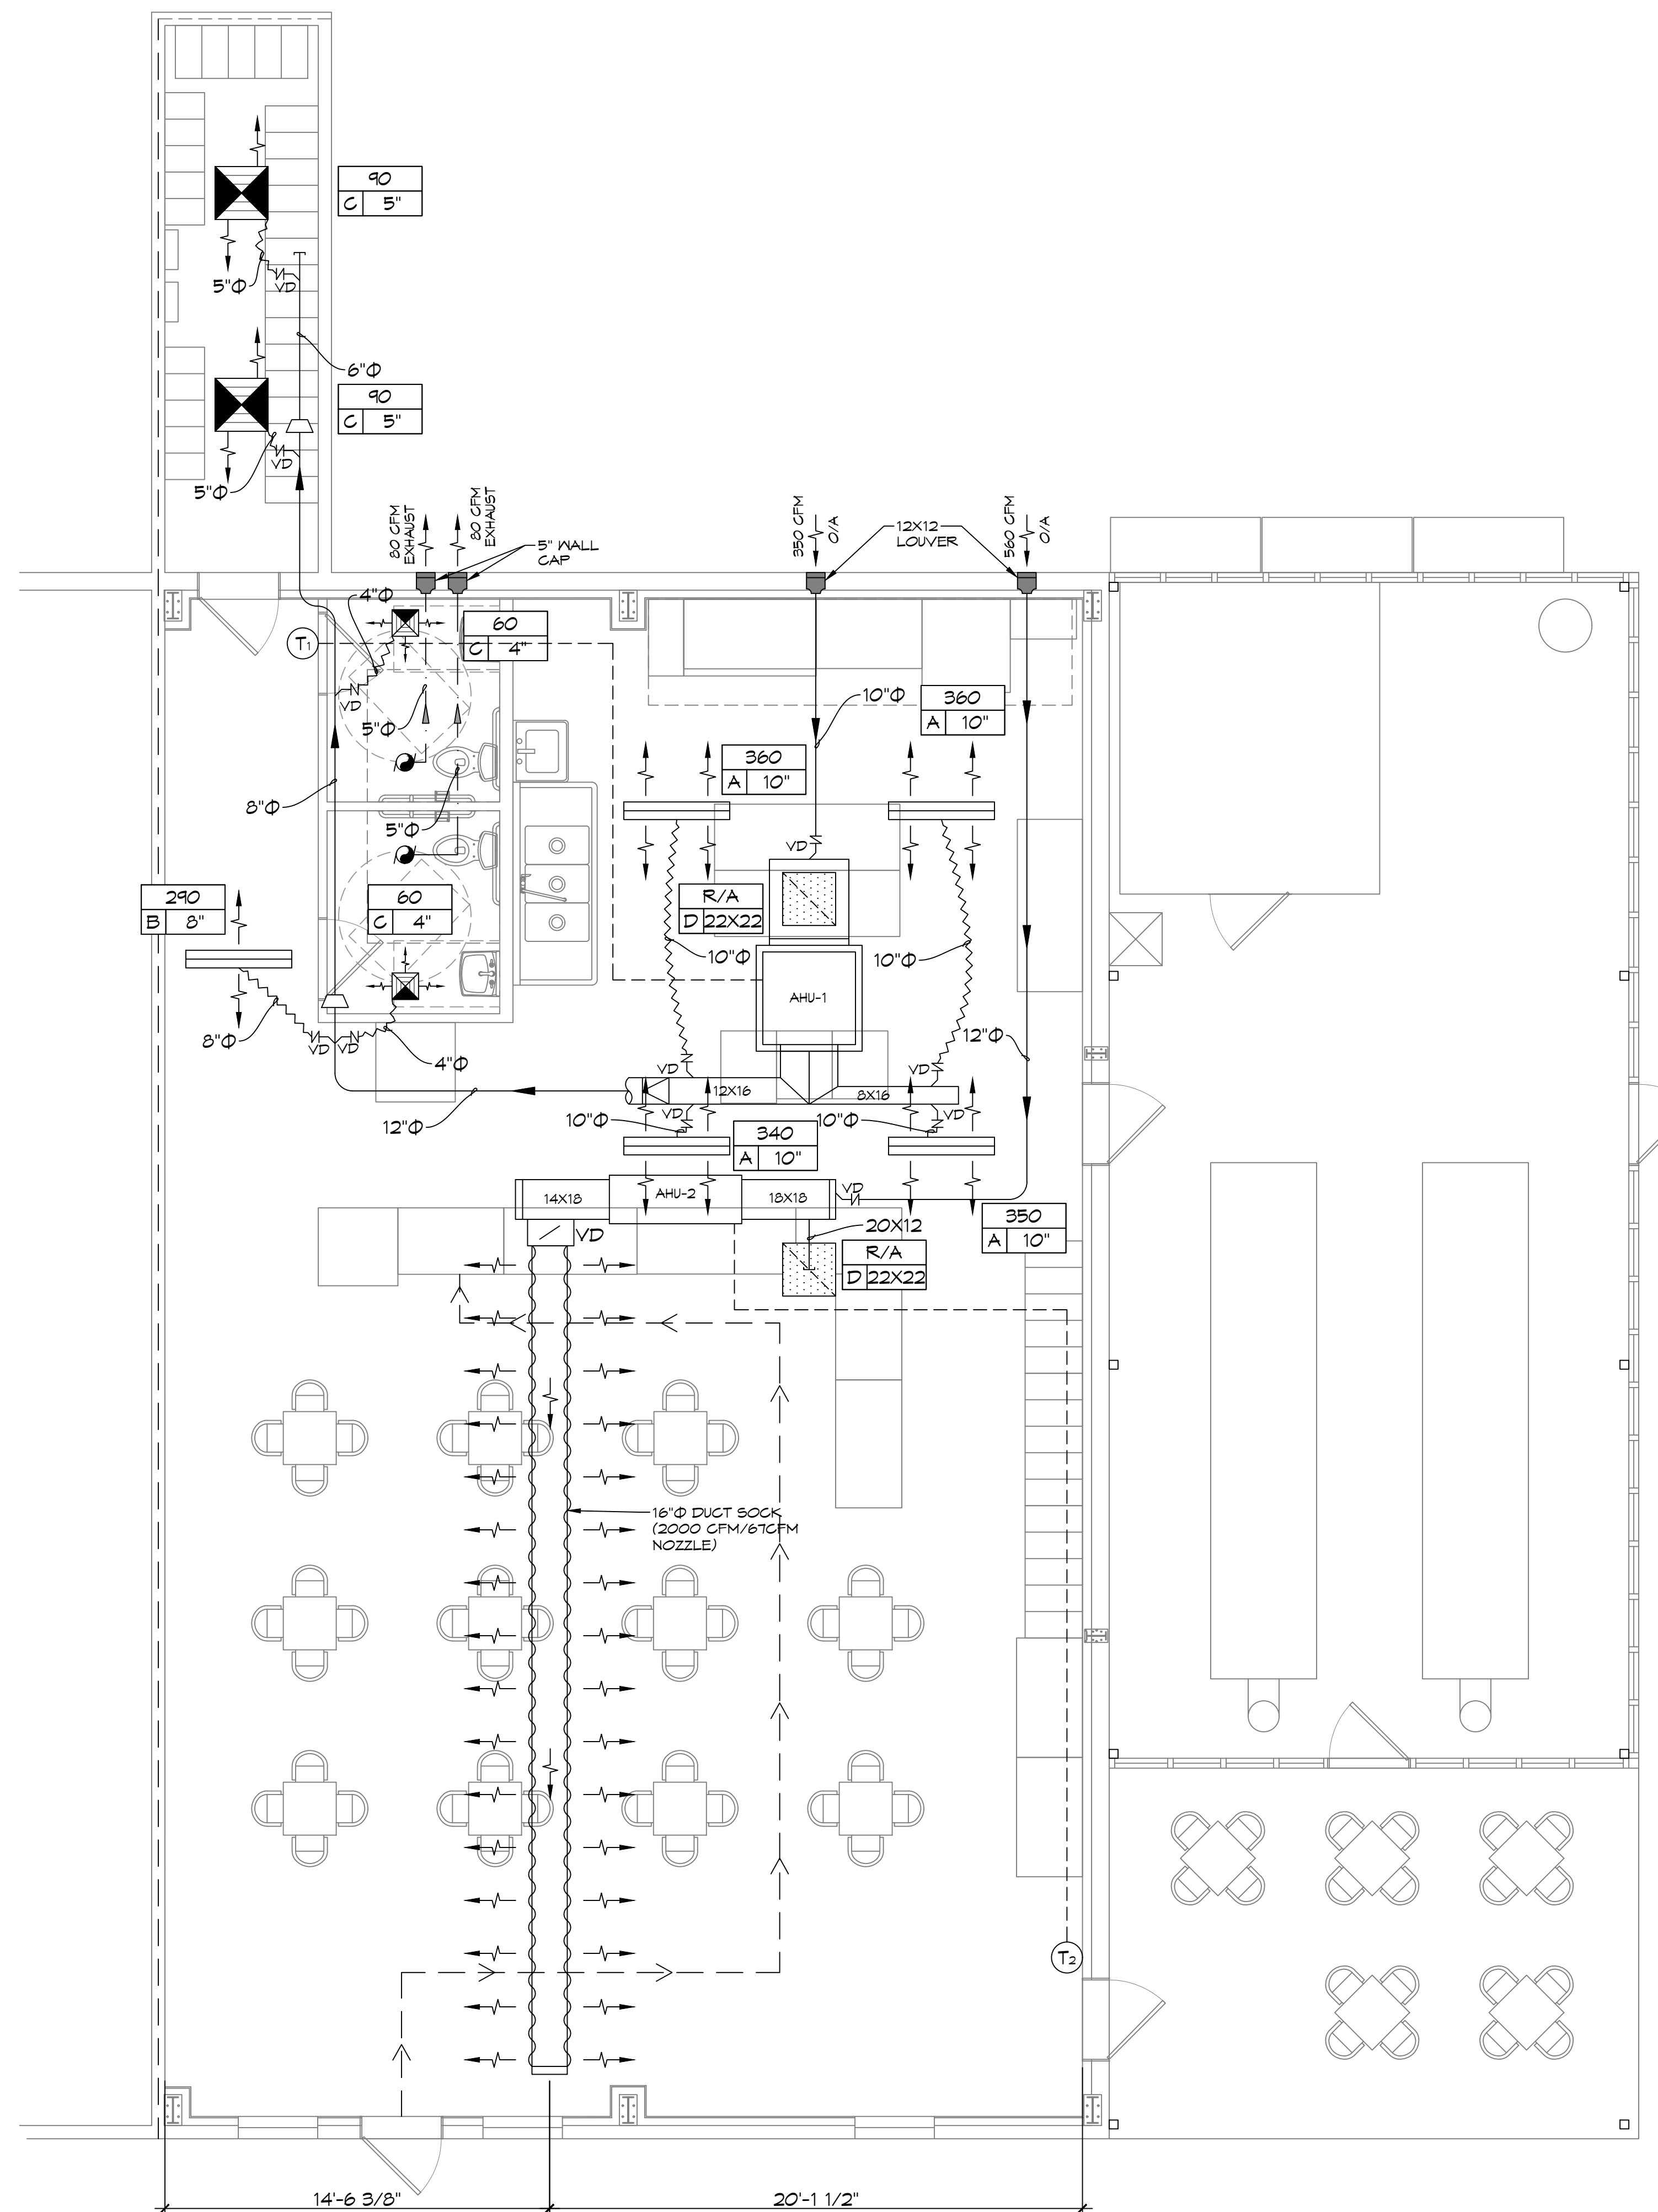 90
C 5"
5"Φ
VD
6"Φ
90
C 5"
VD
5"Φ
80 CFM
EXHAUST
80 CFM
EXHAUST
5" WALL
CAP
350 CFM
O/A
12X12
LOUVER
560 CFM
O/A
4"Φ
T1
60
C 4"
VD
5"Φ
10"Φ
360
A 10"
360
A 10"
8"Φ
5"Φ
VD
290
B 8"
60
C 4"
R/A
D 22X22
10"Φ
10"Φ
AHU-1
8"Φ
VD
VD
4"Φ
12"Φ
VD
VD
12X16
8X16
12"Φ
10"Φ
VD
10"Φ
VD
340
A 10"
14X18
AHU-2
18X18
VD
350
A 10"
VD
20X12
R/A
D 22X22
16"Φ DUCT SOCK
(2000 CFM/67CFM
NOZZLE)
T2
14'-6 3/8"
20'-1 1/2"